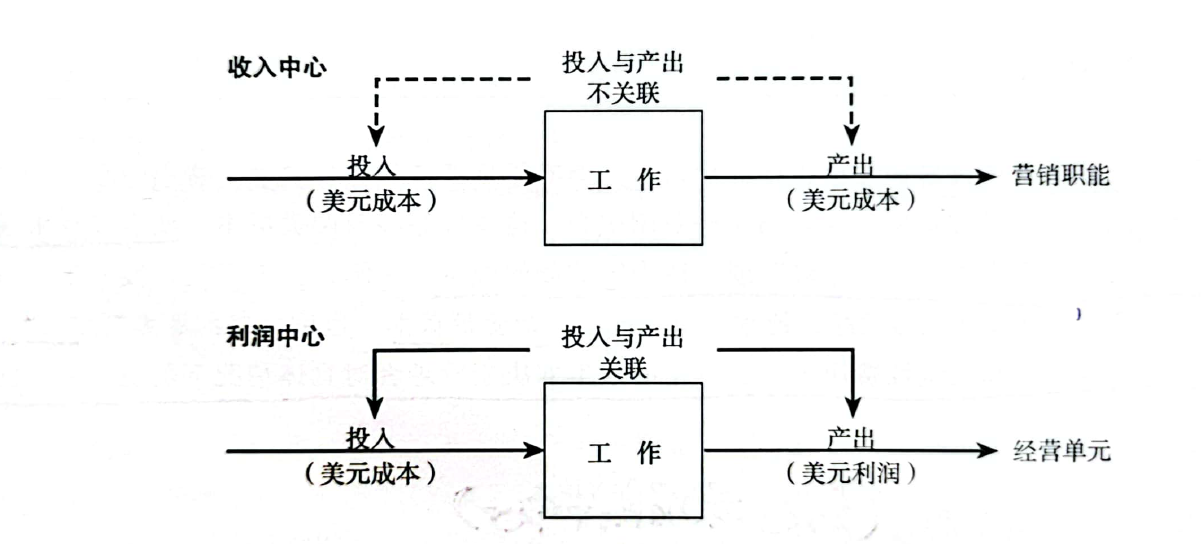 收入中心
投入与产出
不关联
投入
（美元成本）
工 作
产出
（美元成本）
营销职能
利润中心
投入与产出
关联
投入
（美元成本）
工 作
产出
（美元利润）
经营单元